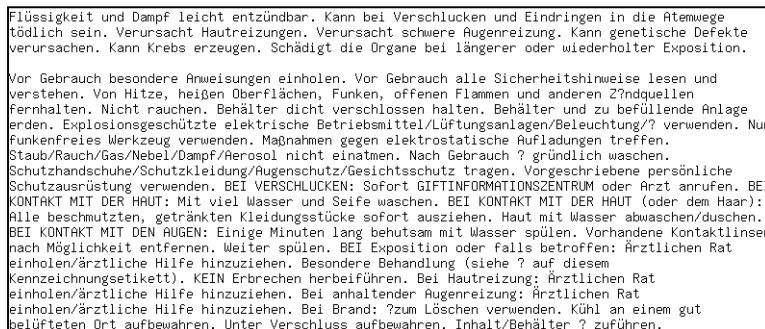 Flüssigkeit und Dampf leicht entzündbar. Kann bei Verschlucken und Eindringen in die Atemwege
tödlich sein. Verursacht Hautreizungen. Verursacht schwere Augenreizung. Kann genetische Defekte
verursachen. Kann Krebs erzeugen. Schädigt die Organe bei längerer oder wiederholter Exposition.

Vor Gebrauch besondere Anweisungen einholen. Vor Gebrauch alle Sicherheitshinweise lesen und
verstehen. Von Hitze, heißen Oberflächen, Funken, offenen Flammen und anderen Z?ndquellen
fernhalten. Nicht rauchen. Behälter dicht verschlossen halten. Behälter und zu befüllende Anlage
erden. Explosionsgeschützte elektrische Betriebsmittel/Lüftungsanlagen/Beleuchtung/? verwenden. Nur
funkenfreies Werkzeug verwenden. Maßnahmen gegen elektrostatische Aufladungen treffen.
Staub/Rauch/Gas/Nebel/Dampf/Aerosol nicht einatmen. Nach Gebrauch ? gründlich waschen.
Schutzhandschuhe/Schutzkleidung/Augenschutz/Gesichtsschutz tragen. Vorgeschriebene persönliche
Schutzausrüstung verwenden. BEI VERSCHLUCKEN: Sofort GIFTINFORMATIONSZENTRUM oder Arzt anrufen. BEI
KONTAKT MIT DER HAUT: Mit viel Wasser und Seife waschen. BEI KONTAKT MIT DER HAUT (oder dem Haar):
Alle beschmutzten, getränkten Kleidungsstücke sofort ausziehen. Haut mit Wasser abwaschen/duschen.
BEI KONTAKT MIT DEN AUGEN: Einige Minuten lang behutsam mit Wasser spülen. Vorhandene Kontaktlinsen
nach Möglichkeit entfernen. Weiter spülen. BEI Exposition oder falls betroffen: Ärztlichen Rat
einholen/ärztliche Hilfe hinzuziehen. Besondere Behandlung (siehe ? auf diesem
Kennzeichnungsetikett). KEIN Erbrechen herbeiführen. Bei Hautreizung: Ärztlichen Rat
einholen/ärztliche Hilfe hinzuziehen. Bei anhaltender Augenreizung: Ärztlichen Rat
einholen/ärztliche Hilfe hinzuziehen. Bei Brand: ?zum Löschen verwenden. Kühl an einem gut
belüfteten Ort aufbewahren. Unter Verschluss aufbewahren. Inhalt/Behälter ? zuführen.